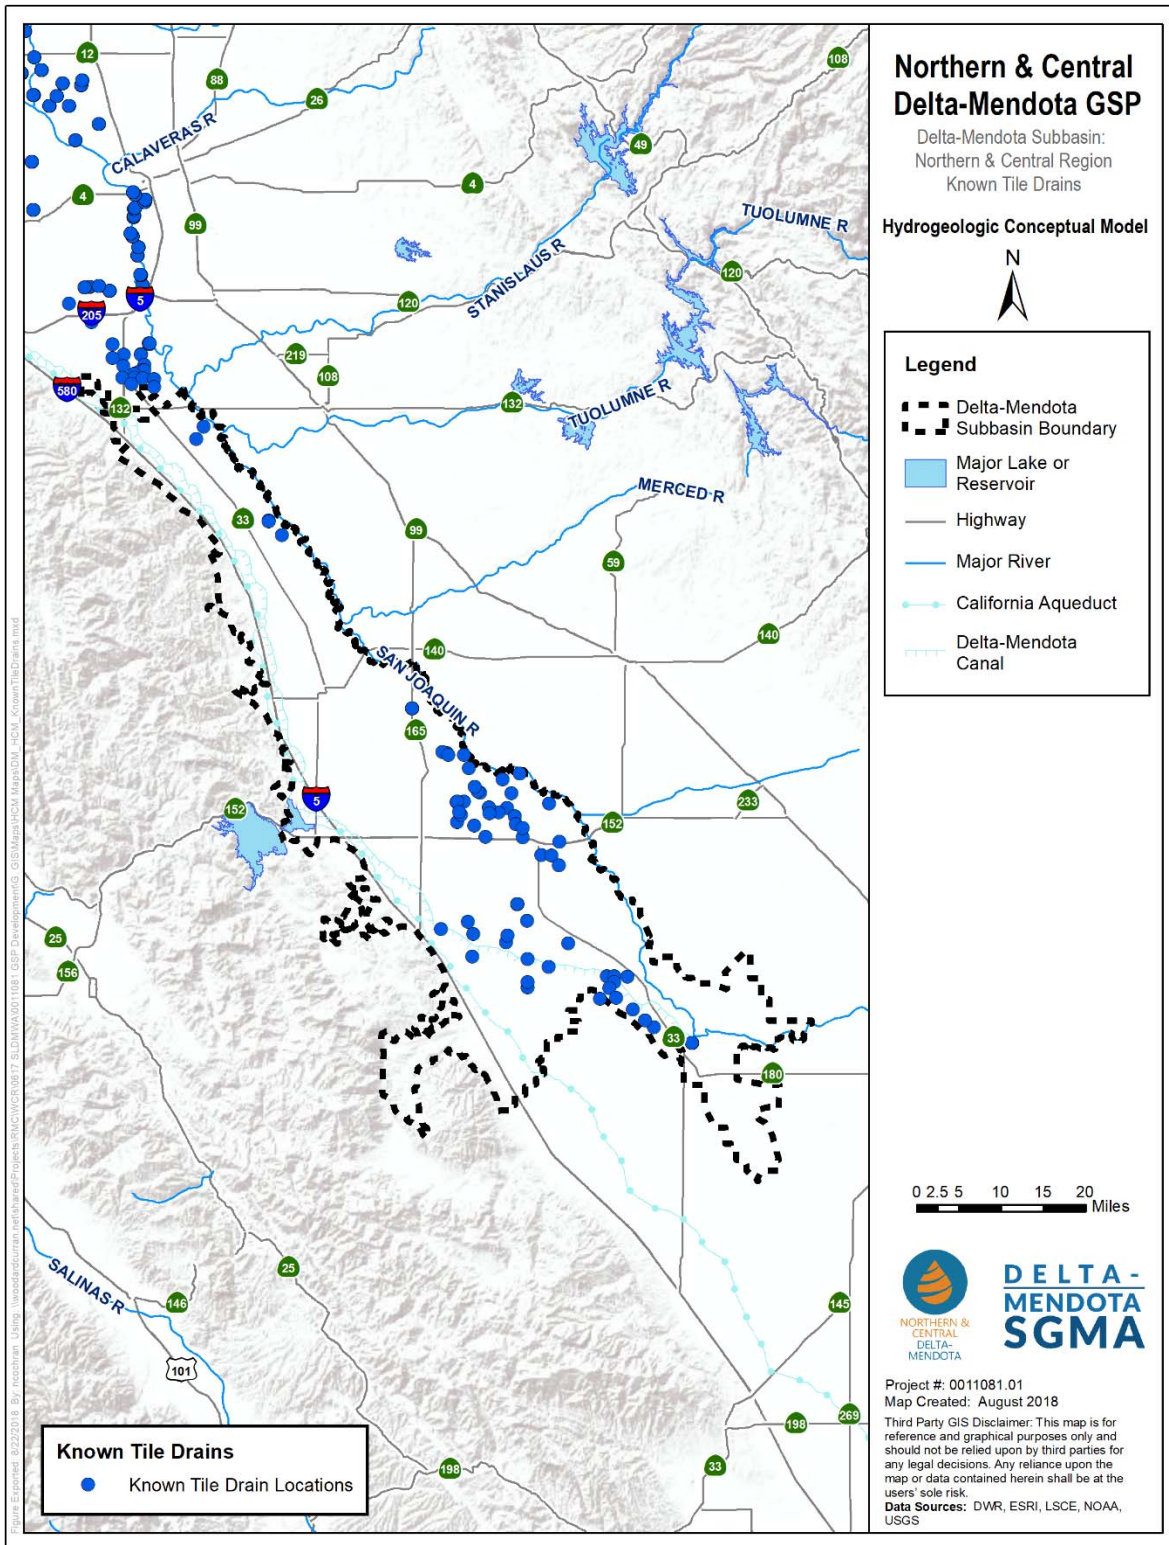 Northern & Central
Delta-Mendota GSP
Delta-Mendota Subbasin:
Northern & Central Region
Known Tile Drains
Hydrogeologic Conceptual Model
N
Legend
Delta-Mendota
Subbasin Boundary
Major Lake or
Reservoir
Highway
Major River
California Aqueduct
Delta-Mendota
Canal
0 2.5 5 10 15 20
Miles
NORTHERN &
CENTRAL
DELTA-
MENDOTA
DELTA-
MENDOTA
SGMA
Project #: 0011081.01
Map Created: August 2018
Third Party GIS Disclaimer: This map is for
reference and graphical purposes only and
should not be relied upon by third parties for
any legal decisions. Any reliance upon the
map or data contained herein shall be at the
users' sole risk.
Data Sources: DWR, ESRI, LSCE, NOAA,
USGS
12
88
26
108
CALAVERAS R
49
4
4
99
TUOLUMNE R
STANISLAUS R
120
5
120
205
219
108
580
132
132
TUOLUMNE R
MERCED R
33
99
59
140
140
SAN JOAQUIN R
165
5
152
233
152
25
156
33
180
SALINAS R
25
146
145
101
198
269
198
33
Known Tile Drains
Known Tile Drain Locations